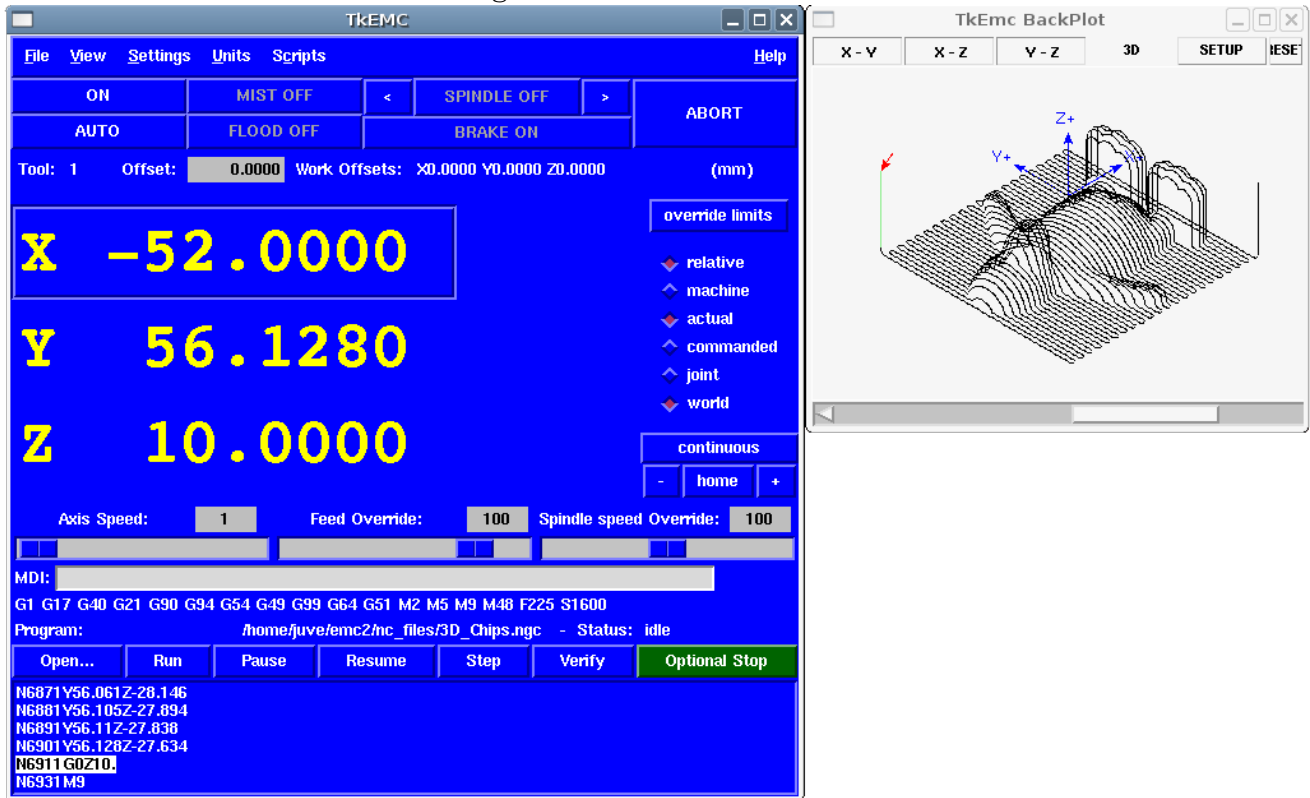 TkEMC
File View Settings Units Scripts Help
ON MIST OFF < SPINDLE OFF > ABORT
AUTO FLOOD OFF BRAKE ON
Tool: 1 Offset: 0.0000 Work Offsets: X0.0000 Y0.0000 Z0.0000 (mm)
override limits
X -52.0000
Y 56.1280
Z 10.0000
relative
machine
actual
commanded
joint
world
continuous
- home +
Axis Speed: 1 Feed Override: 100 Spindle speed Override: 100
MDI:
G1 G17 G40 G21 G90 G94 G54 G49 G99 G64 G51 M2 M5 M9 M48 F225 S1600
Program: /home/juve/emc2/nc_files/3D_Chips.ngc - Status: idle
Open... Run Pause Resume Step Verify Optional Stop
N6871Y56.061Z-28.146
N6881Y56.105Z-27.894
N6891Y56.11Z-27.838
N6901Y56.128Z-27.634
N6911G0Z10.
N6931M9
TkEmc BackPlot
X - Y X - Z Y - Z 3D SETUP
Z+
Y+ X+